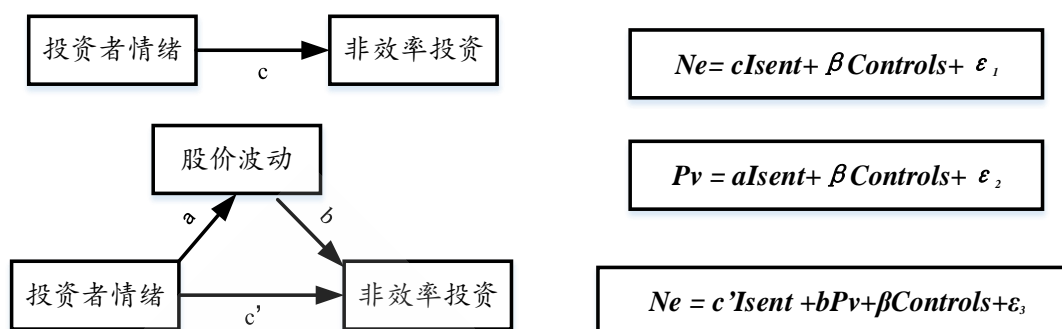 投资者情绪
非效率投资
c
Ne= cIsent+ βControls+ ε₁
股价波动
Pv = aIsent+ βControls+ ε₂
a
b
投资者情绪
非效率投资
c'
Ne = c’Isent +bPv+βControls+ε₃